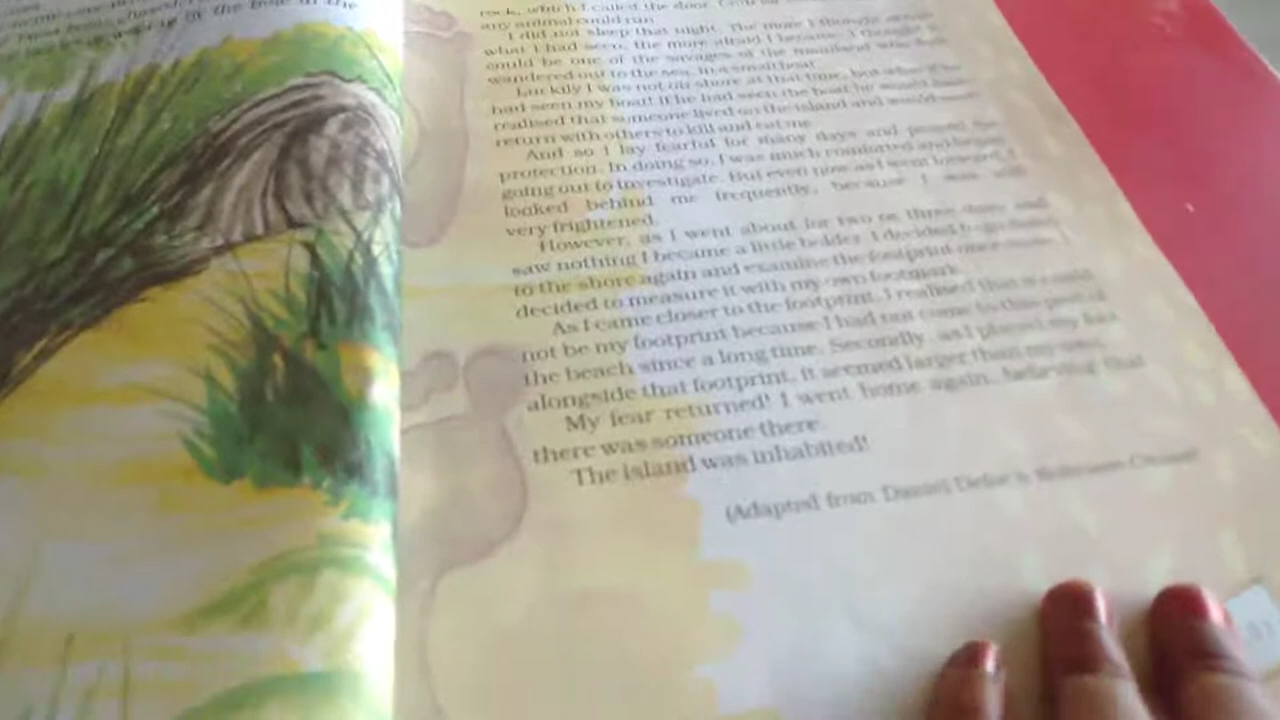 in the
rock, which I called the door.
any animal could run.
I did not sleep that night. The more I thought about
what I had seen, the more afraid I became. I thought it
could be one of the savages of the mainland who had
wandered out to the sea, in a small boat.
Luckily I was not on shore at that time, but what if he
had seen my boat! If he had seen the boat he would have
realised that someone lived on the island and would
return with others to kill and eat me.
And so I lay fearful for many days and prayed for
protection. In doing so, I was much comforted and began
going out to investigate. But even now as I went forward, I
looked behind me frequently, because I was still
very frightened.
However, as I went about for two or three days and
saw nothing I became a little bolder. I decided to go down
to the shore again and examine the footprint once more. I
decided to measure it with my own footmark.
As I came closer to the footprint, I realised that it could
not be my footprint because I had not come to this part of
the beach since a long time. Secondly, as I placed my foot
alongside that footprint, it seemed larger than my own.
My fear returned! I went home again, believing that
there was someone there.
The island was inhabited!
(Adapted from Daniel Defoe's Robinson Crusoe)